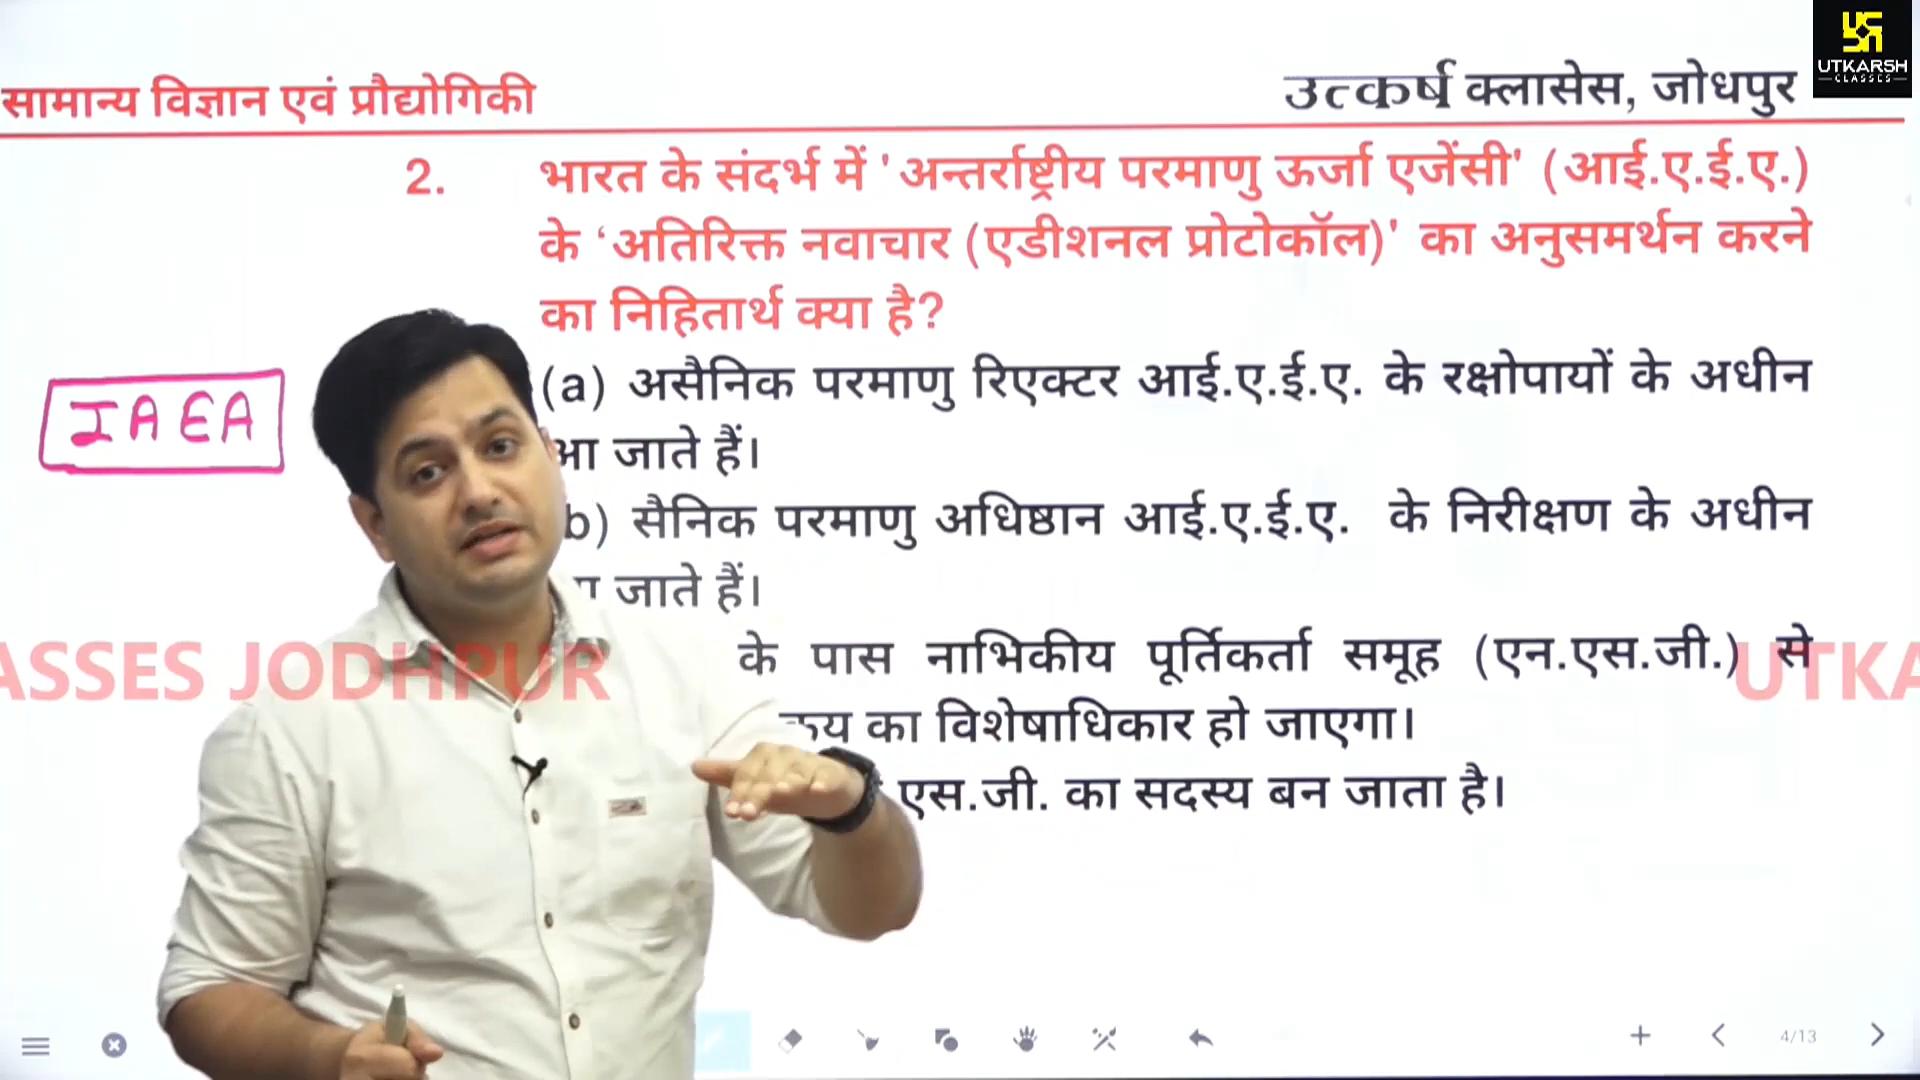 UTKARSH
CLASSES
सामान्य विज्ञान एवं प्रौद्योगिकी
उत्कर्ष क्लासेस, जोधपुर
2. भारत के संदर्भ में 'अन्तर्राष्ट्रीय परमाणु ऊर्जा एजेंसी' (आई.ए.ई.ए.)
के ‘अतिरिक्त नवाचार (एडीशनल प्रोटोकॉल)' का अनुसमर्थन करने
का निहितार्थ क्या है?
(a) असैनिक परमाणु रिएक्टर आई.ए.ई.ए. के रक्षोपायों के अधीन
IAEA
आ जाते हैं।
b) सैनिक परमाणु अधिष्ठान आई.ए.ई.ए. के निरीक्षण के अधीन
जाते हैं।
के पास नाभिकीय पूर्तिकर्ता समूह (एन.एस.जी.) से
ASSES JODHPUR UTKA
का विशेषाधिकार हो जाएगा।
एस.जी. का सदस्य बन जाता है।
4/13